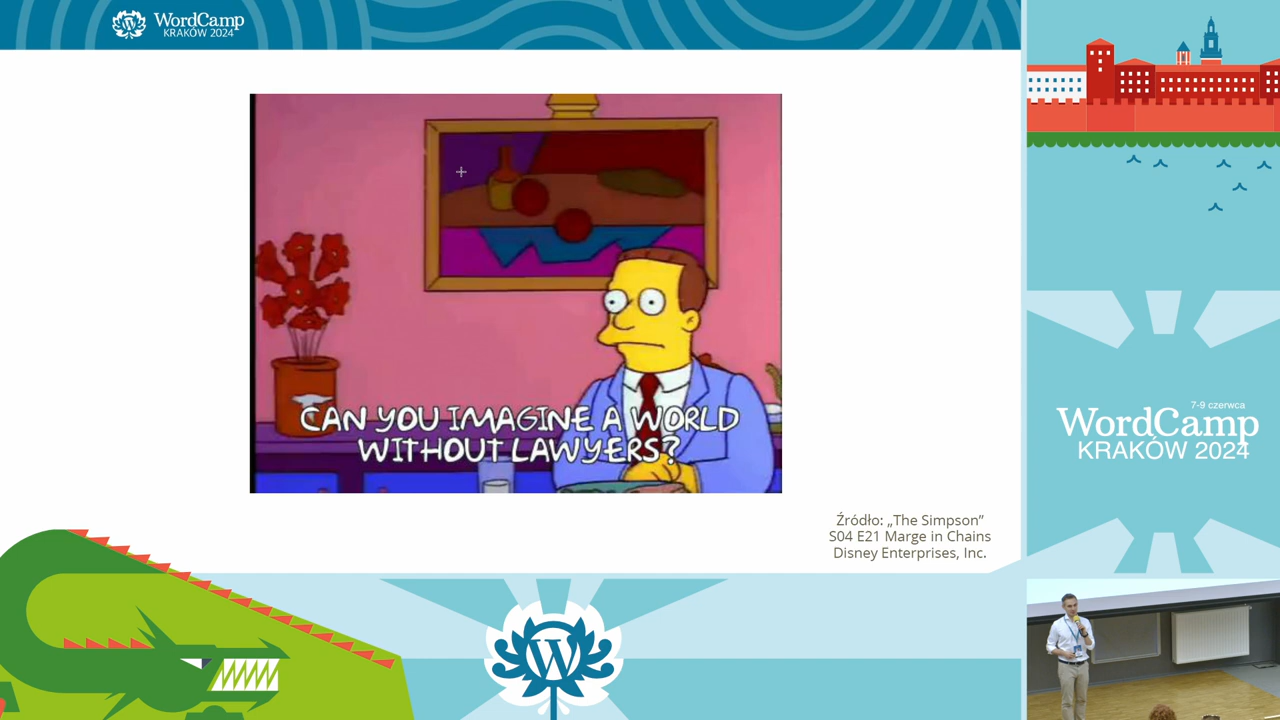 WordCamp
KRAKÓW 2024
CAN YOU IMAGINE A WORLD
WITHOUT LAWYERS?
Źródło: „The Simpson”
S04 E21 Marge in Chains
Disney Enterprises, Inc.
7-9 czerwca
WordCamp
KRAKÓW 2024
W